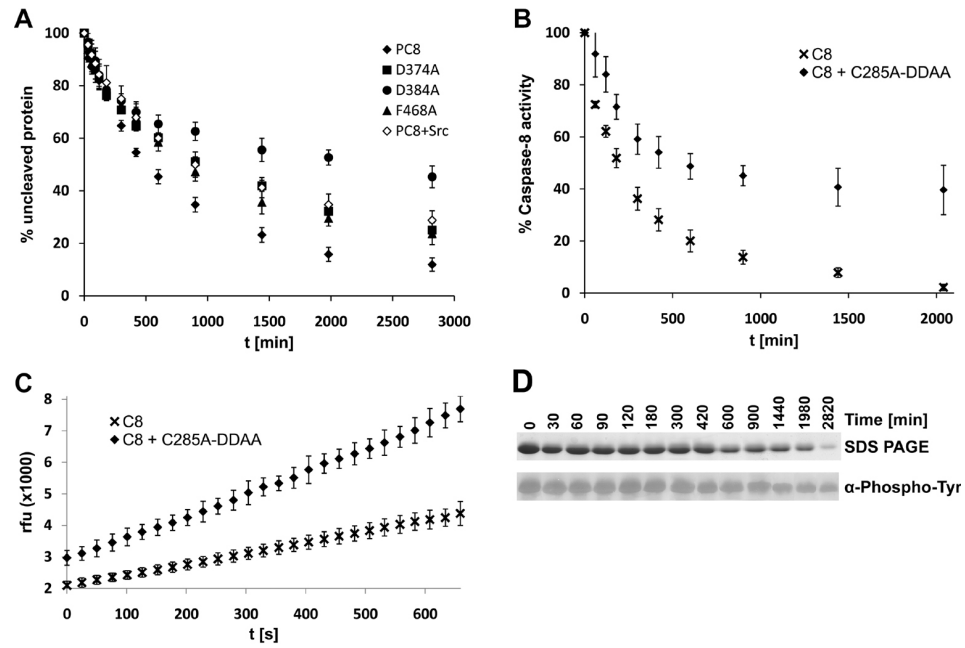 A
100
80
60
40
20
0
% uncleaved protein
0 500 1000 1500 2000 2500 3000
t [min]
PC8
D374A
D384A
F468A
PC8+Src
B
100
80
60
40
20
0
% Caspase-8 activity
0 500 1000 1500 2000
t [min]
C8
C8 + C285A-DDAA
C
8
7
6
5
4
3
2
rfu (x1000)
0 100 200 300 400 500 600
t [s]
C8
C8 + C285A-DDAA
D
0 30 60 90 120 180 300 420 600 900 1440 1980 2820 Time [min]
SDS PAGE
α-Phospho-Tyr